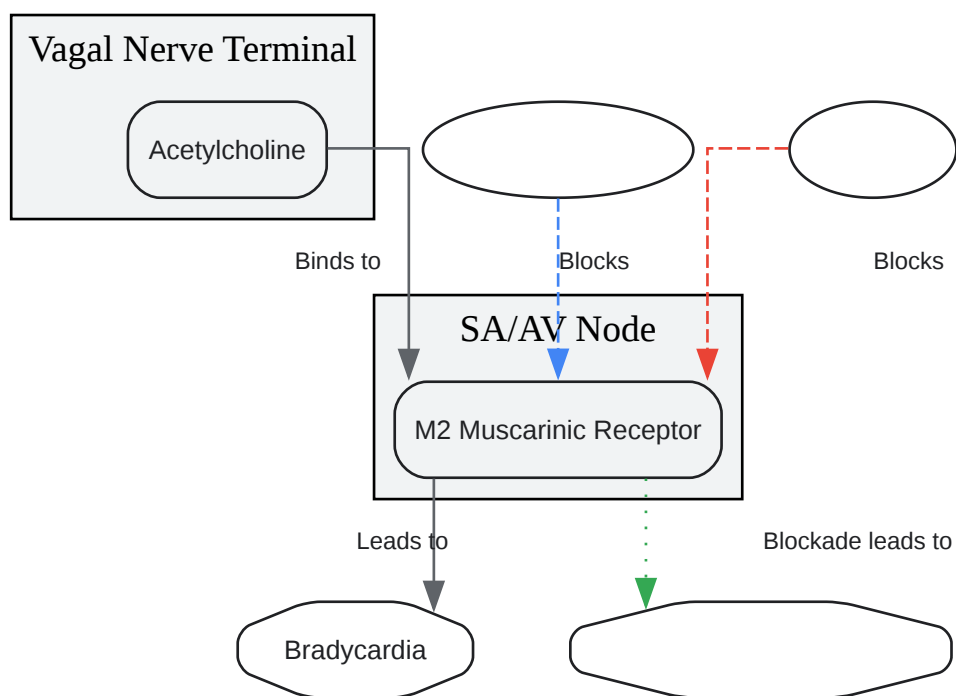 Vagal Nerve Terminal
Acetylcholine
Binds to
Blocks
Blocks
SA/AV Node
M2 Muscarinic Receptor
Leads to
Blockade leads to
Bradycardia